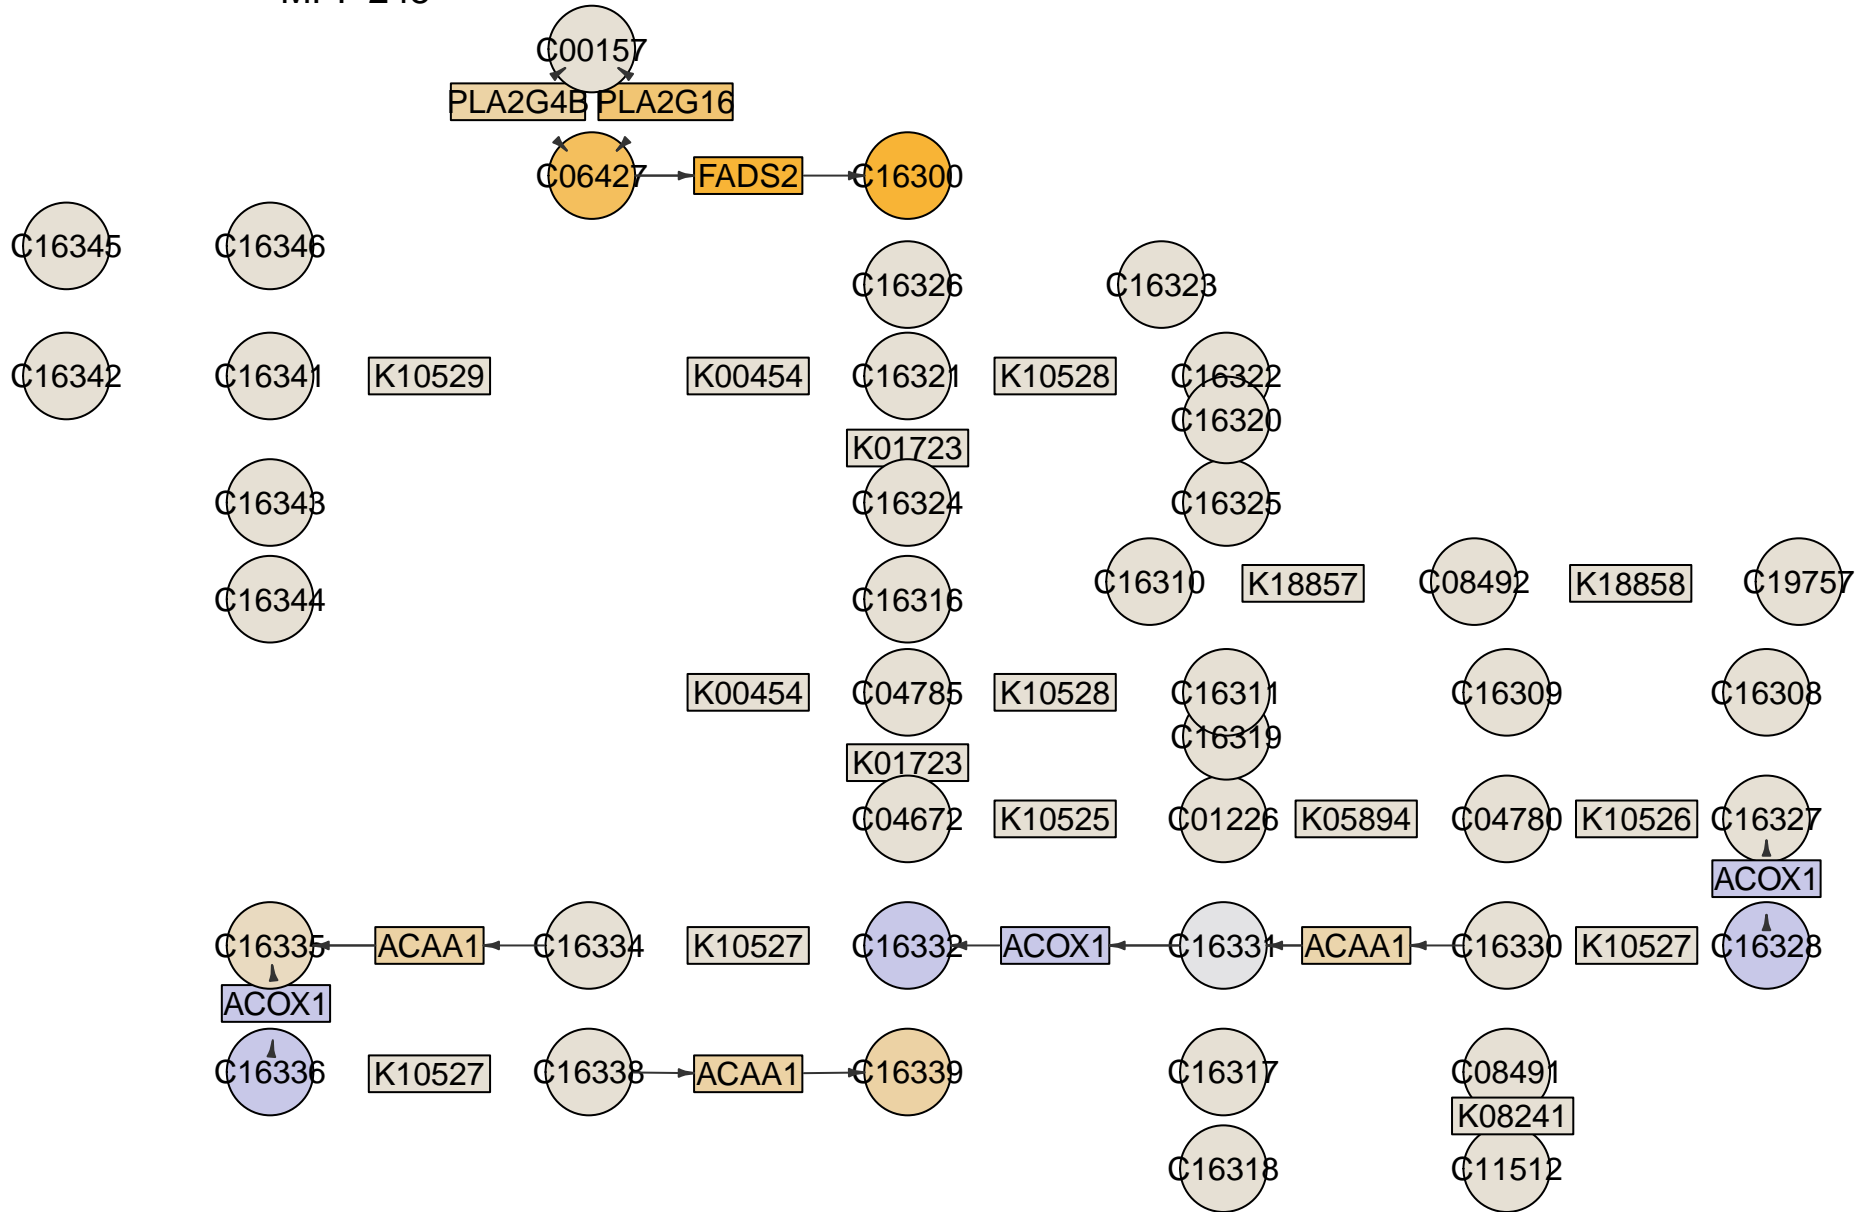 C00157
PLA2G4B PLA2G16
C06427 FADS2 C16300
C16345 C16346
C16326 C16323
C16342 C16341 K10529 K00454 C16321 K10528 C16322
C16320
K01723
C16343 C16324 C16325
C16310 K18857 C08492 K18858 C19757
C16344 C16316
K00454 C04785 K10528 C16311 C16309 C16308
C16319
K01723
C04672 K10525 C01226 K05894 C04780 K10526 C16327
ACOX1
C16335 ACAA1 C16334 K10527 C16332 ACOX1 C16331 ACAA1 C16330 K10527 C16328
ACOX1
C16336 K10527 C16338 ACAA1 C16339 C16317 C08491
K08241
C16318 C11512